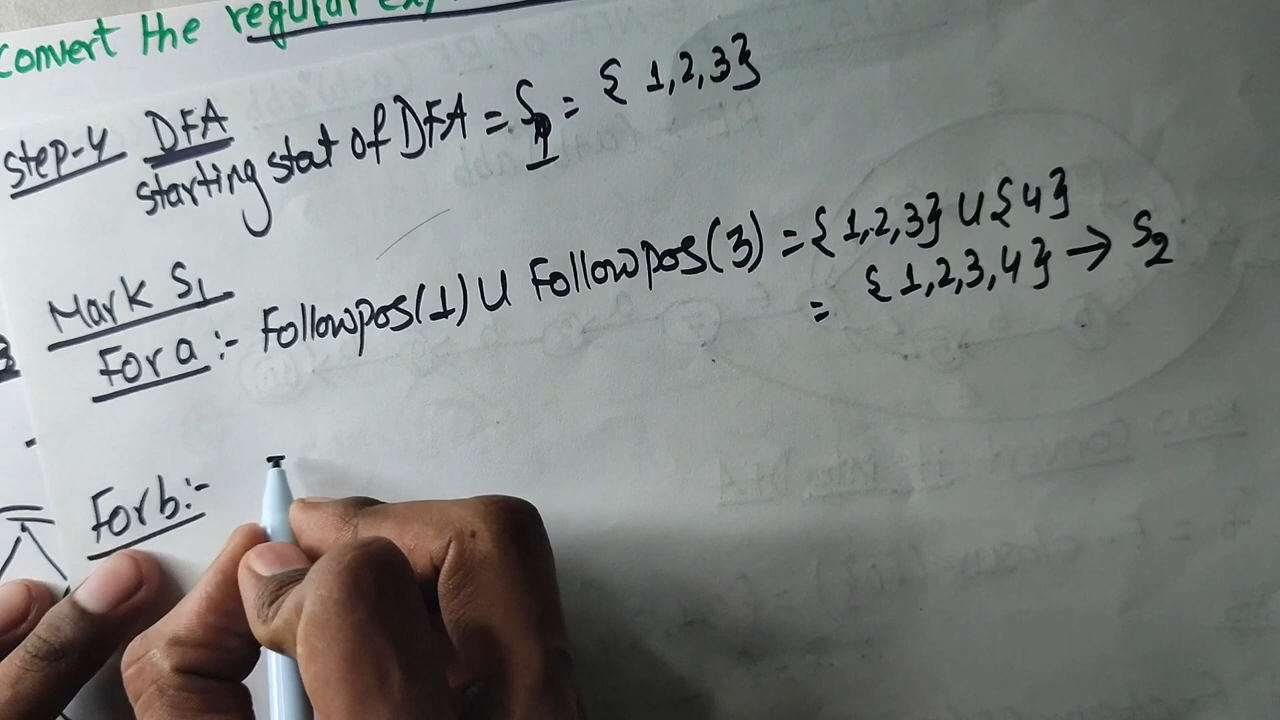 convert the regular
Step-4 DFA
starting stat of DFA = S1 = { 1,2,3}
Mark S1
For a :- Followpos(1) U Followpos(3) = {1,2,3} U {4}
= {1,2,3,4} → S2
For b:-